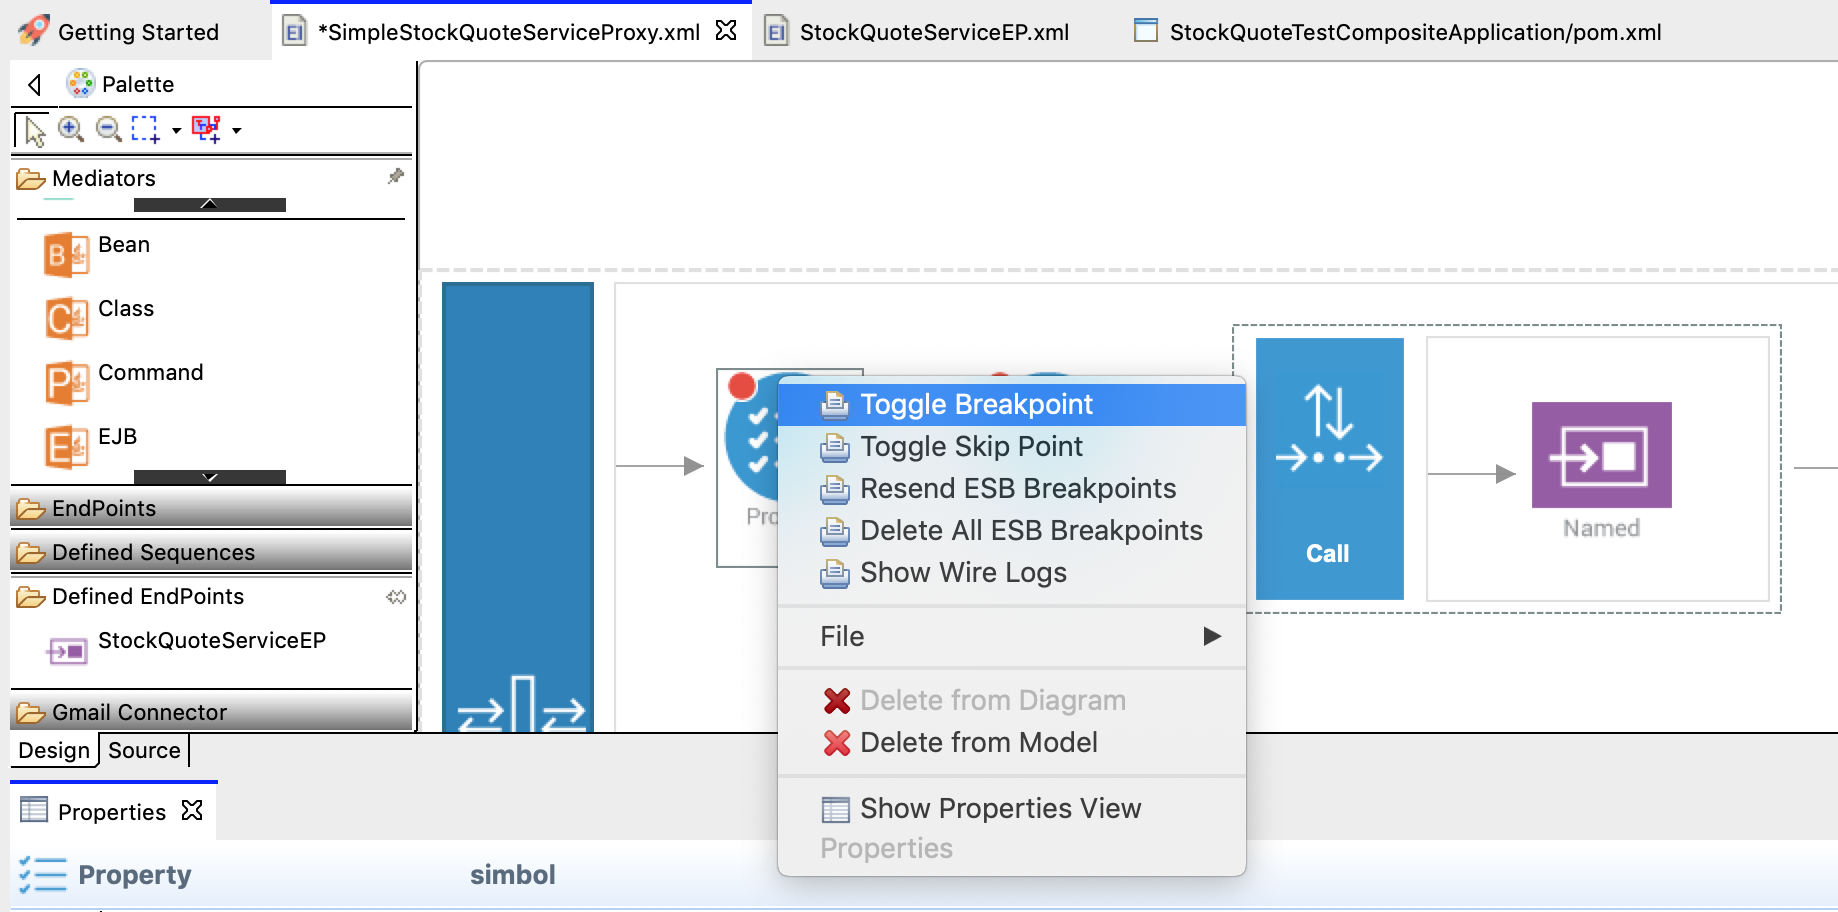 Getting Started
*SimpleStockQuoteServiceProxy.xml
StockQuoteServiceEP.xml
StockQuoteTestCompositeApplication/pom.xml
Palette
Mediators
Bean
Class
Command
EJB
EndPoints
Defined Sequences
Defined EndPoints
StockQuoteServiceEP
Gmail Connector
Design
Source
Properties
Property
simbol
Pro
Toggle Breakpoint
Toggle Skip Point
Resend ESB Breakpoints
Delete All ESB Breakpoints
Show Wire Logs
File
Delete from Diagram
Delete from Model
Show Properties View
Properties
Call
Named